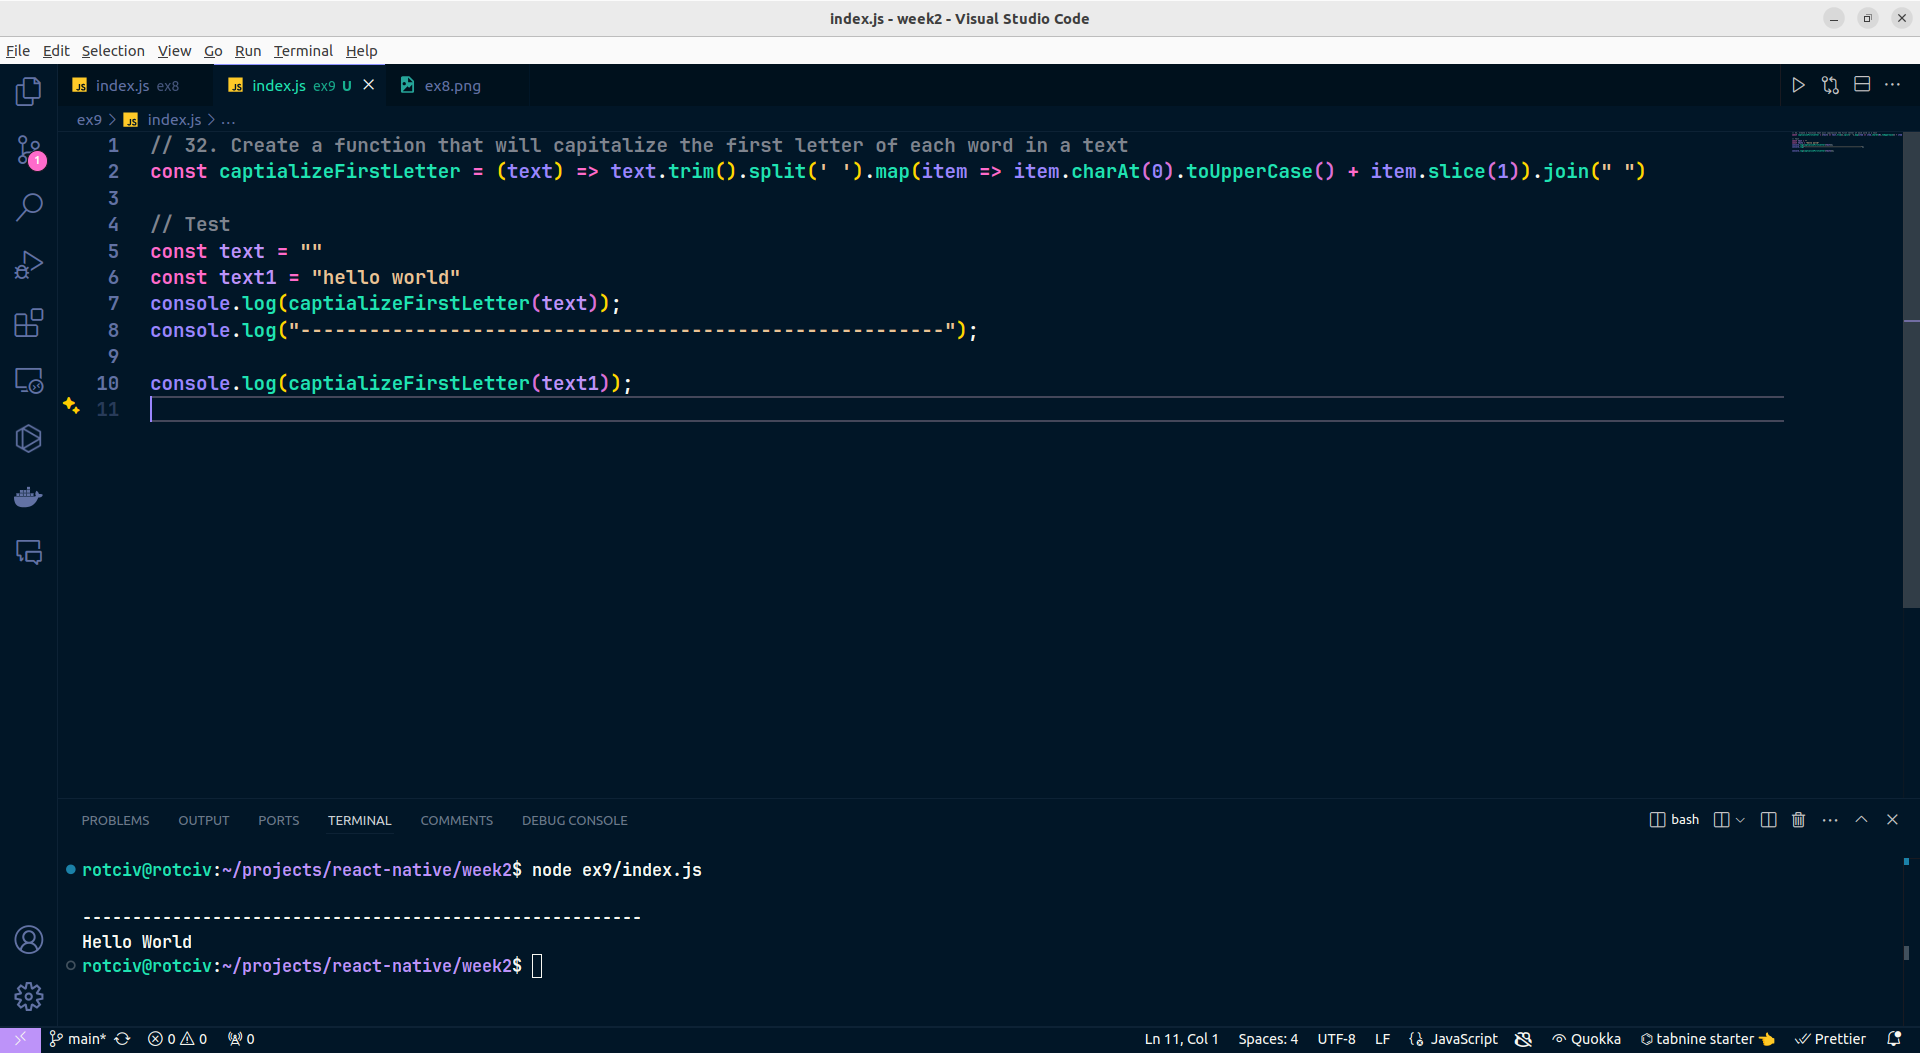 index.js - week2 - Visual Studio Code
File Edit Selection View Go Run Terminal Help
JS index.js ex8 JS index.js ex9 U ex8.png
ex9 > JS index.js > ...
1 // 32. Create a function that will capitalize the first letter of each word in a text
2 const captializeFirstLetter = (text) => text.trim().split(' ').map(item => item.charAt(0).toUpperCase() + item.slice(1)).join(" ")
3
4 // Test
5 const text = ""
6 const text1 = "hello world"
7 console.log(captializeFirstLetter(text));
8 console.log("--------------------------------------------------------");
9
10 console.log(captializeFirstLetter(text1));
11
1
PROBLEMS OUTPUT PORTS TERMINAL COMMENTS DEBUG CONSOLE bash
rotciv@rotciv:~/projects/react-native/week2$ node ex9/index.js
--------------------------------------------------------
Hello World
rotciv@rotciv:~/projects/react-native/week2$
main* 0 0 0 Ln 11, Col 1 Spaces: 4 UTF-8 LF {} JavaScript Quokka tabnine starter 👈 Prettier